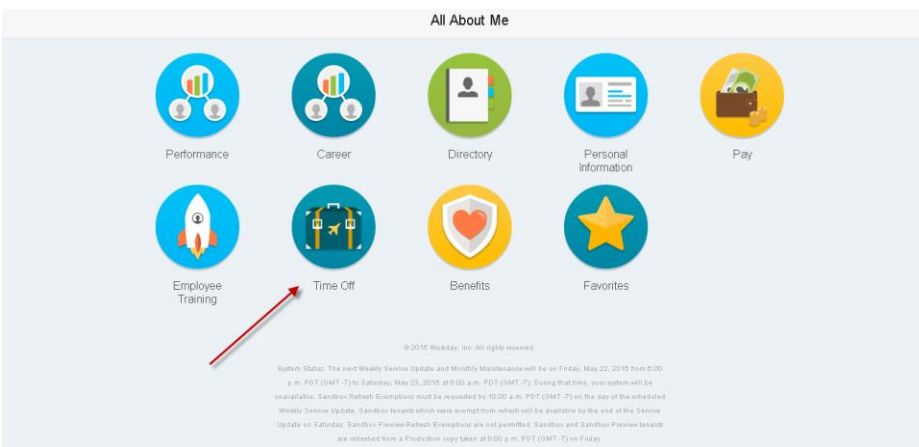 All About Me
Performance
Career
Directory
Personal
Information
Pay
Employee
Training
Time Off
Benefits
Favorites
© 2015 Workday, Inc. All rights reserved.
System Status: The next Weekly Service Update and Monthly Maintenance will be on Friday, May 22, 2015 from 6:00
p.m. PDT (GMT -7) to Saturday, May 23, 2015 at 6:00 a.m. PDT (GMT -7). During that time, your system will be
unavailable. Sandbox Refresh Exemptions must be requested by 10:00 a.m. PDT (GMT -7) on the day of the scheduled
Weekly Service Update. Sandbox tenants which were exempt from refresh will be available by the end of the Service
Update on Saturday. Sandbox Preview Refresh Exemptions are not permitted. Sandbox and Sandbox Preview tenants
are refreshed from a Production copy taken at 6:00 p.m. PDT (GMT -7) on Friday.